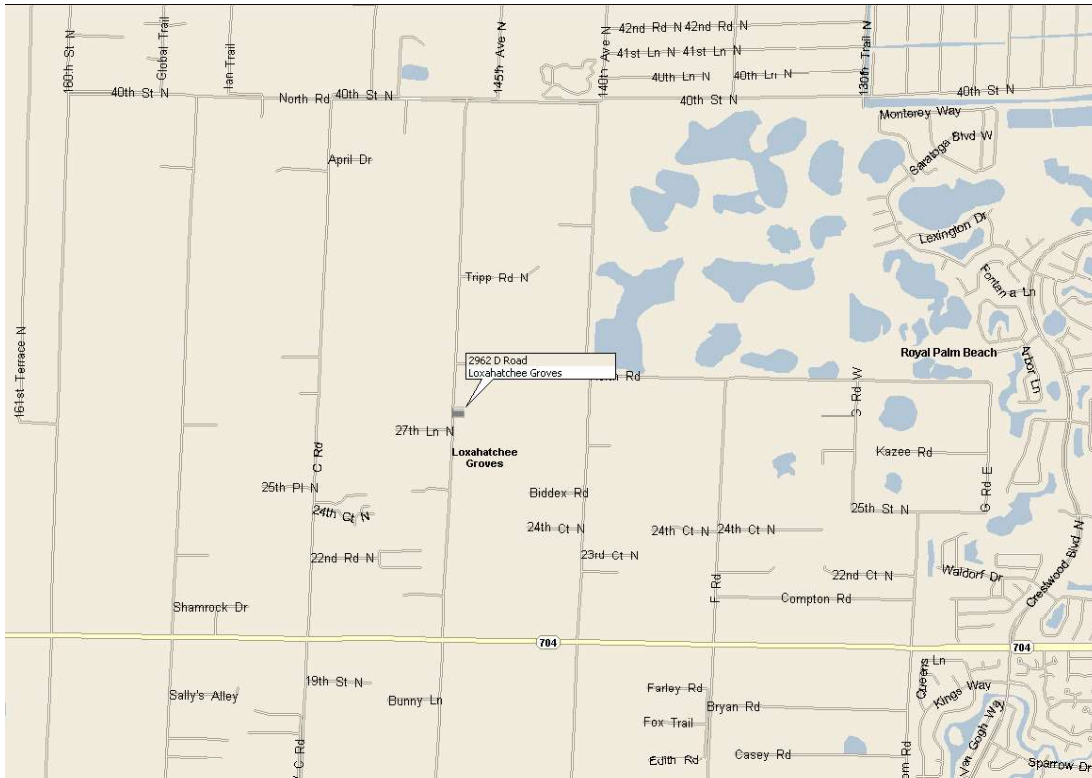 42nd Rd N 42nd Rd N
160th St N
Global Trail
Ian Trail
145th Ave N
140th Ave N
41st Ln N 41st Ln N
130th Trail N
40th Ln N 40th Ln N
40th St N
North Rd 40th St N
40th St N
40th St N
Monterey Way
Saratoga Blvd W
April Dr
Lexington Dr
Tripp Rd N
Fontana Ln
161st Terrace N
2962 D Road
Loxahatchee Groves
Royal Palm Beach
Arbor Ln
Rd
G Rd W
27th Ln N
C Rd
Loxahatchee
Groves
Kazee Rd
25th Pl N
Biddex Rd
G Rd E
24th Ct N
25th St N
24th Ct N
24th Ct N 24th Ct N
22nd Rd N
23rd Ct N
Crestwood Blvd N
Waldorf Dr
22nd Ct N
F Rd
Compton Rd
Shamrock Dr
704
704
Queens Ln
19th St N
Sally's Alley
Bunny Ln
Farley Rd
Kings Way
Bryan Rd
Fox Trail
Van Gogh Way
C Rd
Edith Rd
Casey Rd
Rd
Sparrow Dr